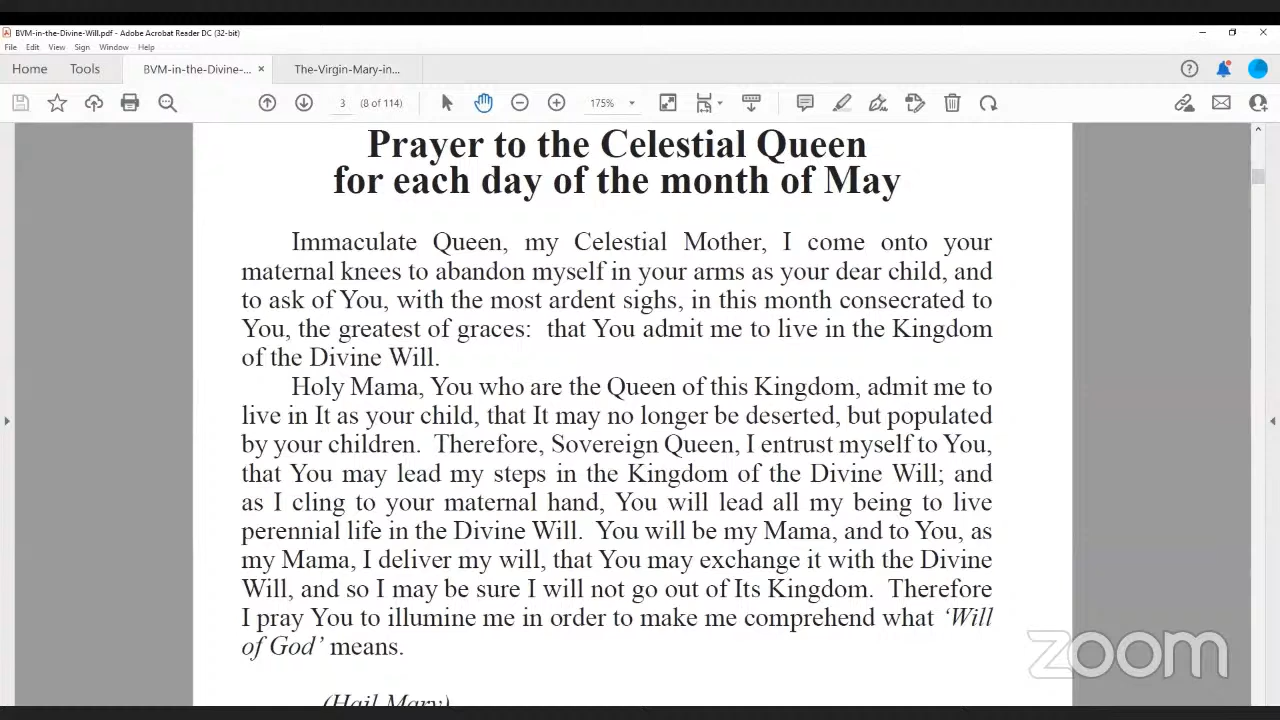 BVM-in-the-Divine-Will.pdf - Adobe Acrobat Reader DC (32-bit)
File Edit View Sign Window Help
Home Tools BVM-in-the-Divine-... × The-Virgin-Mary-in...
3 (8 of 114) 175%
Prayer to the Celestial Queen
for each day of the month of May
Immaculate Queen, my Celestial Mother, I come onto your
maternal knees to abandon myself in your arms as your dear child, and
to ask of You, with the most ardent sighs, in this month consecrated to
You, the greatest of graces: that You admit me to live in the Kingdom
of the Divine Will.
Holy Mama, You who are the Queen of this Kingdom, admit me to
live in It as your child, that It may no longer be deserted, but populated
by your children. Therefore, Sovereign Queen, I entrust myself to You,
that You may lead my steps in the Kingdom of the Divine Will; and
as I cling to your maternal hand, You will lead all my being to live
perennial life in the Divine Will. You will be my Mama, and to You, as
my Mama, I deliver my will, that You may exchange it with the Divine
Will, and so I may be sure I will not go out of Its Kingdom. Therefore
I pray You to illumine me in order to make me comprehend what ‘Will
of God’ means.
(Hail Mary)
zoom